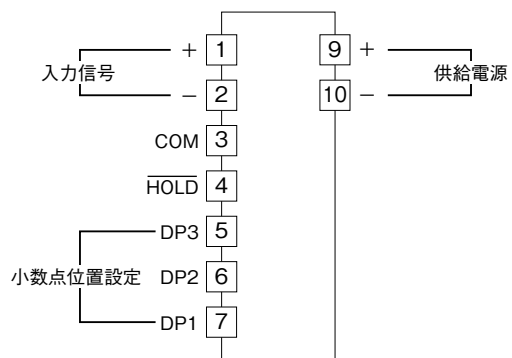 + 1
入力信号
− 2
COM 3
HOLD 4
DP3 5
小数点位置設定 DP2 6
DP1 7
9 +
供給電源
10 −